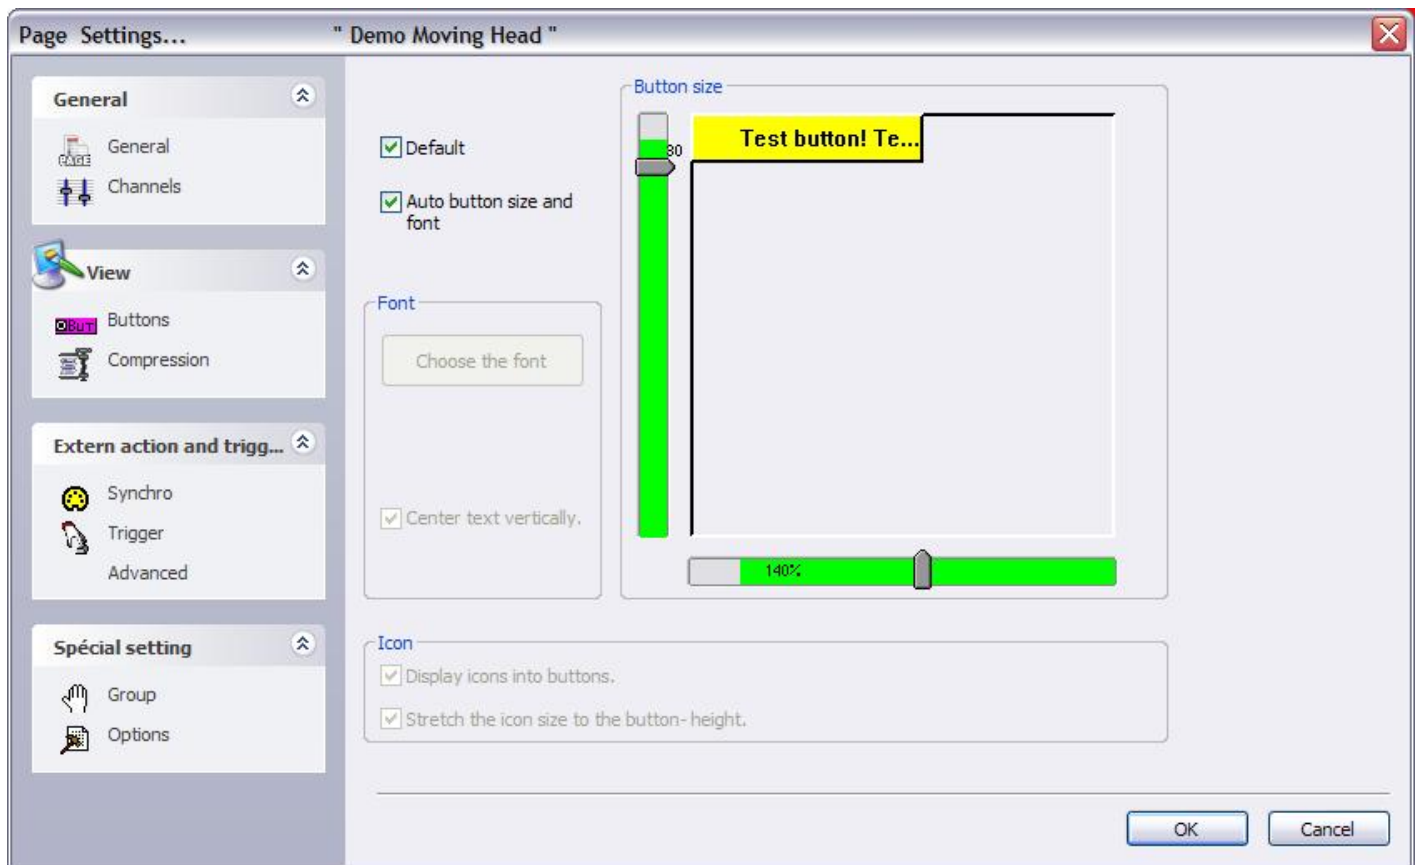 Page Settings... " Demo Moving Head "
General
General
Channels
View
Buttons
Compression
Extern action and trigg...
Synchro
Trigger
Advanced
Spécial setting
Group
Options
Default
Auto button size and
font
Font
Choose the font
Center text vertically.
Button size
Test button! Te...
140%
Icon
Display icons into buttons.
Stretch the icon size to the button-height.
OK
Cancel